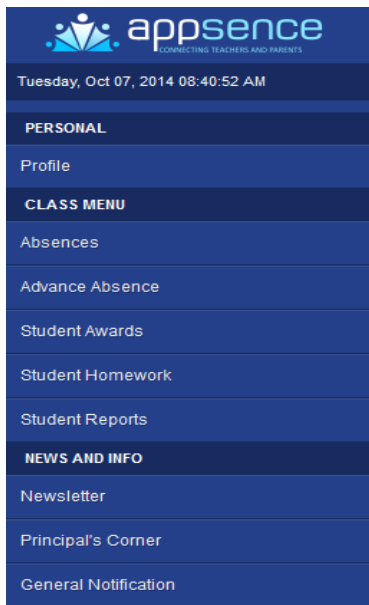 appsence
CONNECTING TEACHERS AND PARENTS
Tuesday, Oct 07, 2014 08:40:52 AM
PERSONAL
Profile
CLASS MENU
Absences
Advance Absence
Student Awards
Student Homework
Student Reports
NEWS AND INFO
Newsletter
Principal's Corner
General Notification